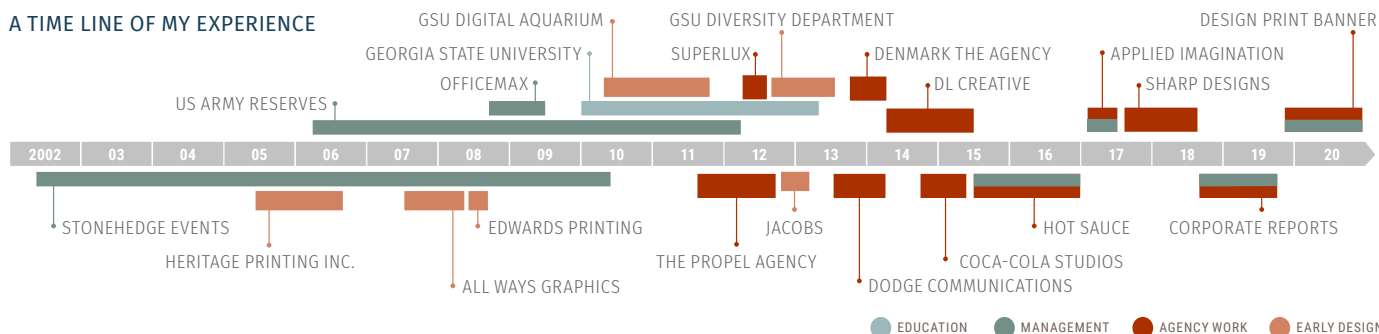 A TIME LINE OF MY EXPERIENCE
GSU DIGITAL AQUARIUM
GSU DIVERSITY DEPARTMENT
DESIGN PRINT BANNER
GEORGIA STATE UNIVERSITY
SUPERLUX
DENMARK THE AGENCY
APPLIED IMAGINATION
OFFICEMAX
DL CREATIVE
SHARP DESIGNS
US ARMY RESERVES
2002 03 04 05 06 07 08 09 10 11 12 13 14 15 16 17 18 19 20
STONEHEDGE EVENTS
EDWARDS PRINTING
JACOBS
HOT SAUCE
CORPORATE REPORTS
HERITAGE PRINTING INC.
THE PROPEL AGENCY
COCA-COLA STUDIOS
ALL WAYS GRAPHICS
DODGE COMMUNICATIONS
EDUCATION
MANAGEMENT
AGENCY WORK
EARLY DESIGN